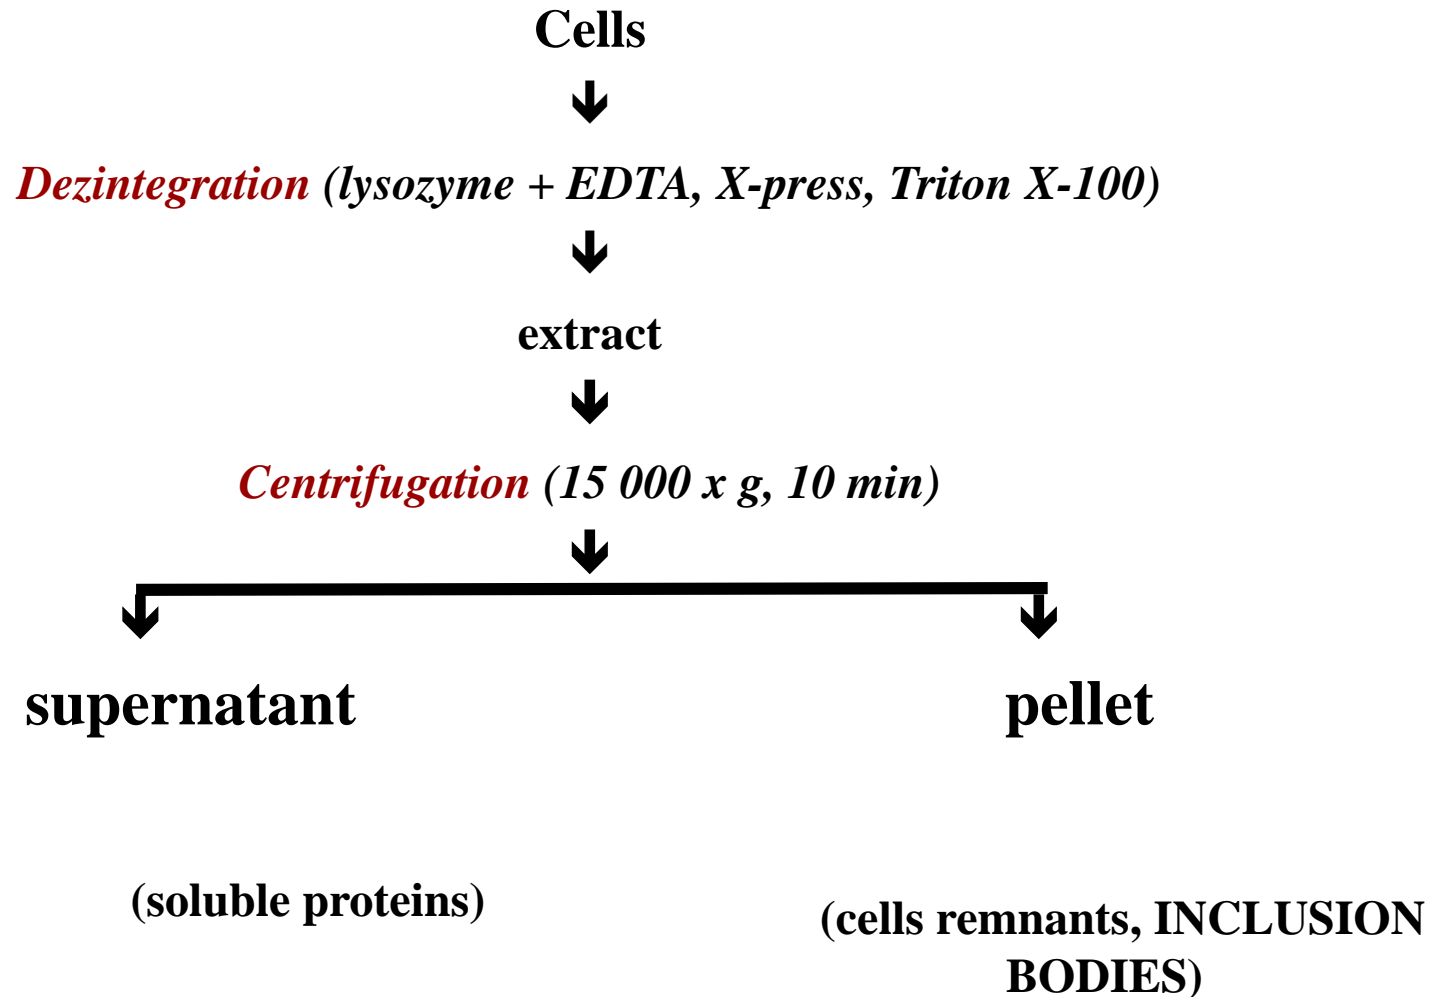 Cells
Dezintegration (lysozyme + EDTA, X-press, Triton X-100)
extract
Centrifugation (15 000 x g, 10 min)
supernatant
pellet
(soluble proteins)
(cells remnants, INCLUSION
BODIES)